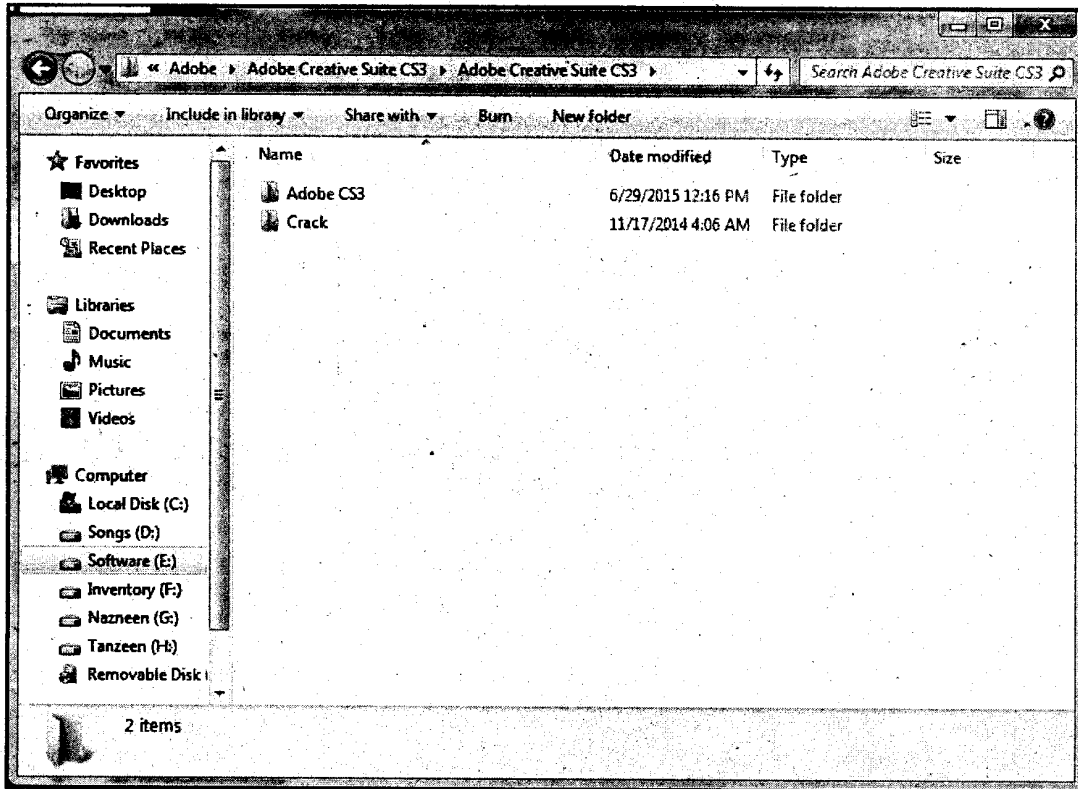 « Adobe ▸ Adobe Creative Suite CS3 ▸ Adobe Creative Suite CS3 ▸ Search Adobe Creative Suite CS3
Organize Include in library Share with Burn New folder
Name Date modified Type Size
Adobe CS3 6/29/2015 12:16 PM File folder
Crack 11/17/2014 4:06 AM File folder
Favorites
Desktop
Downloads
Recent Places
Libraries
Documents
Music
Pictures
Videos
Computer
Local Disk (C:)
Songs (D:)
Software (E:)
Inventory (F:)
Nazneen (G:)
Tanzeen (H:)
Removable Disk
2 items